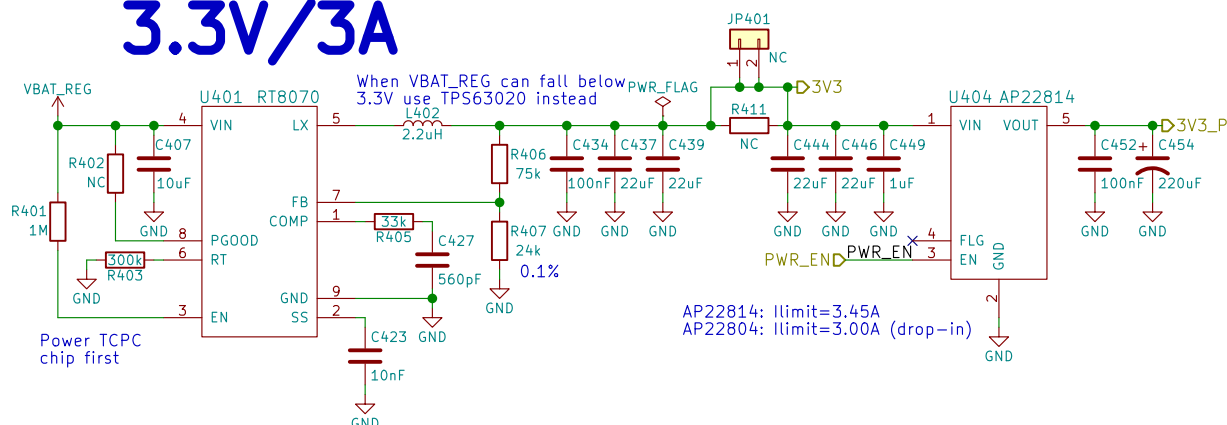 3.3V/3A
JP401
NC
1
2
VBAT_REG
When VBAT_REG can fall below
3.3V use TPS63020 instead
PWR_FLAG
3V3
U401 RT8070
L402
2.2uH
R411
NC
U404 AP22814
4 VIN
LX 5
1 VIN
VOUT 5
3V3_P
R402
NC
C407
10uF
GND
R406
75k
C434
100nF
GND
C437
22uF
GND
C439
22uF
GND
C444
22uF
GND
C446
22uF
GND
C449
1uF
GND
C452
100nF
GND
C454
+
220uF
GND
R401
1M
FB 7
COMP 1
33k
R405
C427
560pF
R407
24k
0.1%
GND
8 PGOOD
6 RT
300k
R403
GND
4 FLG
3 EN
GND
2
PWR_EN
PWR_EN
GND 9
SS 2
3 EN
GND
Power TCPC
chip first
C423
10nF
GND
AP22814: Ilimit=3.45A
AP22804: Ilimit=3.00A (drop-in)
GND